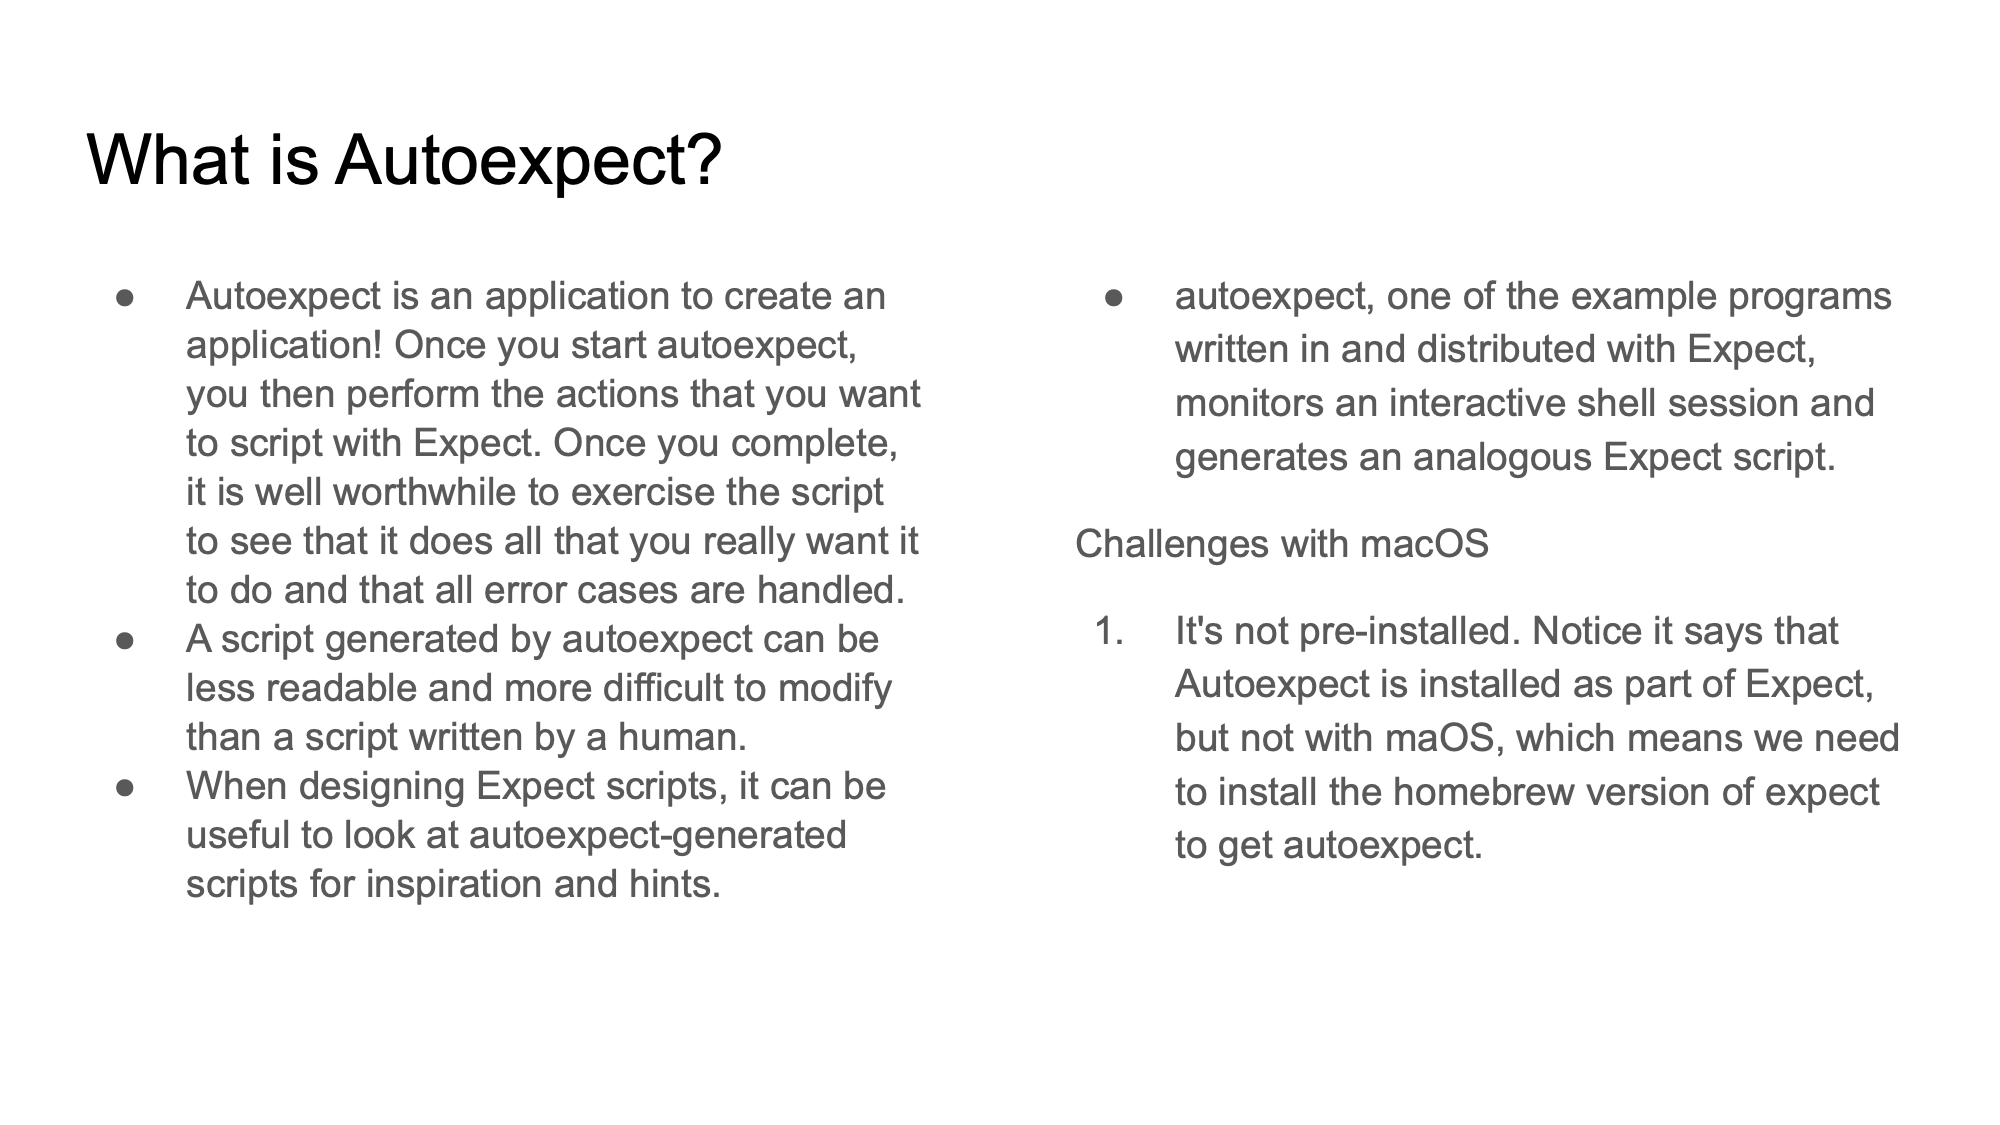 What is Autoexpect?
● Autoexpect is an application to create an
application! Once you start autoexpect,
you then perform the actions that you want
to script with Expect. Once you complete,
it is well worthwhile to exercise the script
to see that it does all that you really want it
to do and that all error cases are handled.
● A script generated by autoexpect can be
less readable and more difficult to modify
than a script written by a human.
● When designing Expect scripts, it can be
useful to look at autoexpect-generated
scripts for inspiration and hints.
● autoexpect, one of the example programs
written in and distributed with Expect,
monitors an interactive shell session and
generates an analogous Expect script.
Challenges with macOS
1. It's not pre-installed. Notice it says that
Autoexpect is installed as part of Expect,
but not with maOS, which means we need
to install the homebrew version of expect
to get autoexpect.